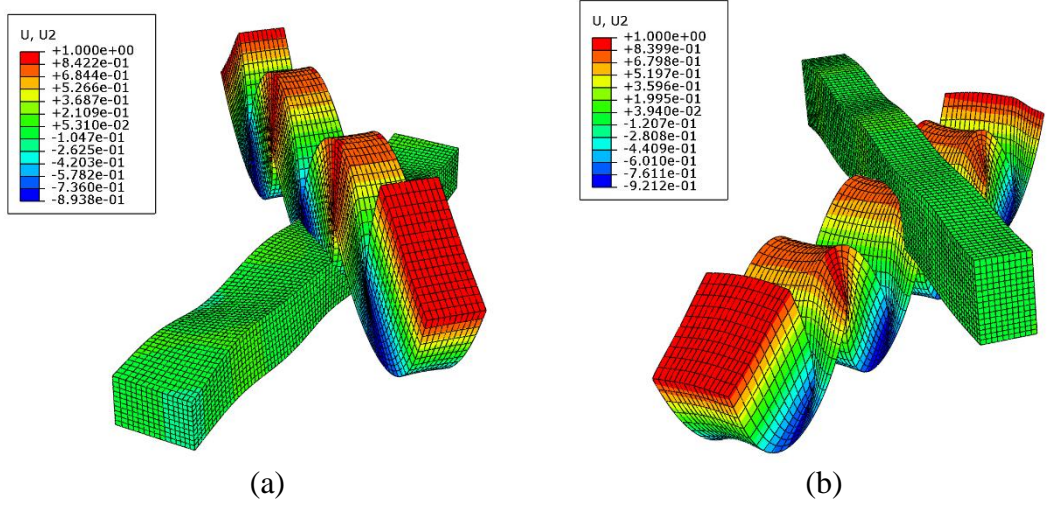 U, U2
+1.000e+00
+8.422e-01
+6.844e-01
+5.266e-01
+3.687e-01
+2.109e-01
+5.310e-02
-1.047e-01
-2.625e-01
-4.203e-01
-5.782e-01
-7.360e-01
-8.938e-01
U, U2
+1.000e+00
+8.399e-01
+6.798e-01
+5.197e-01
+3.596e-01
+1.995e-01
+3.940e-02
-1.207e-01
-2.808e-01
-4.409e-01
-6.010e-01
-7.611e-01
-9.212e-01
(a)
(b)